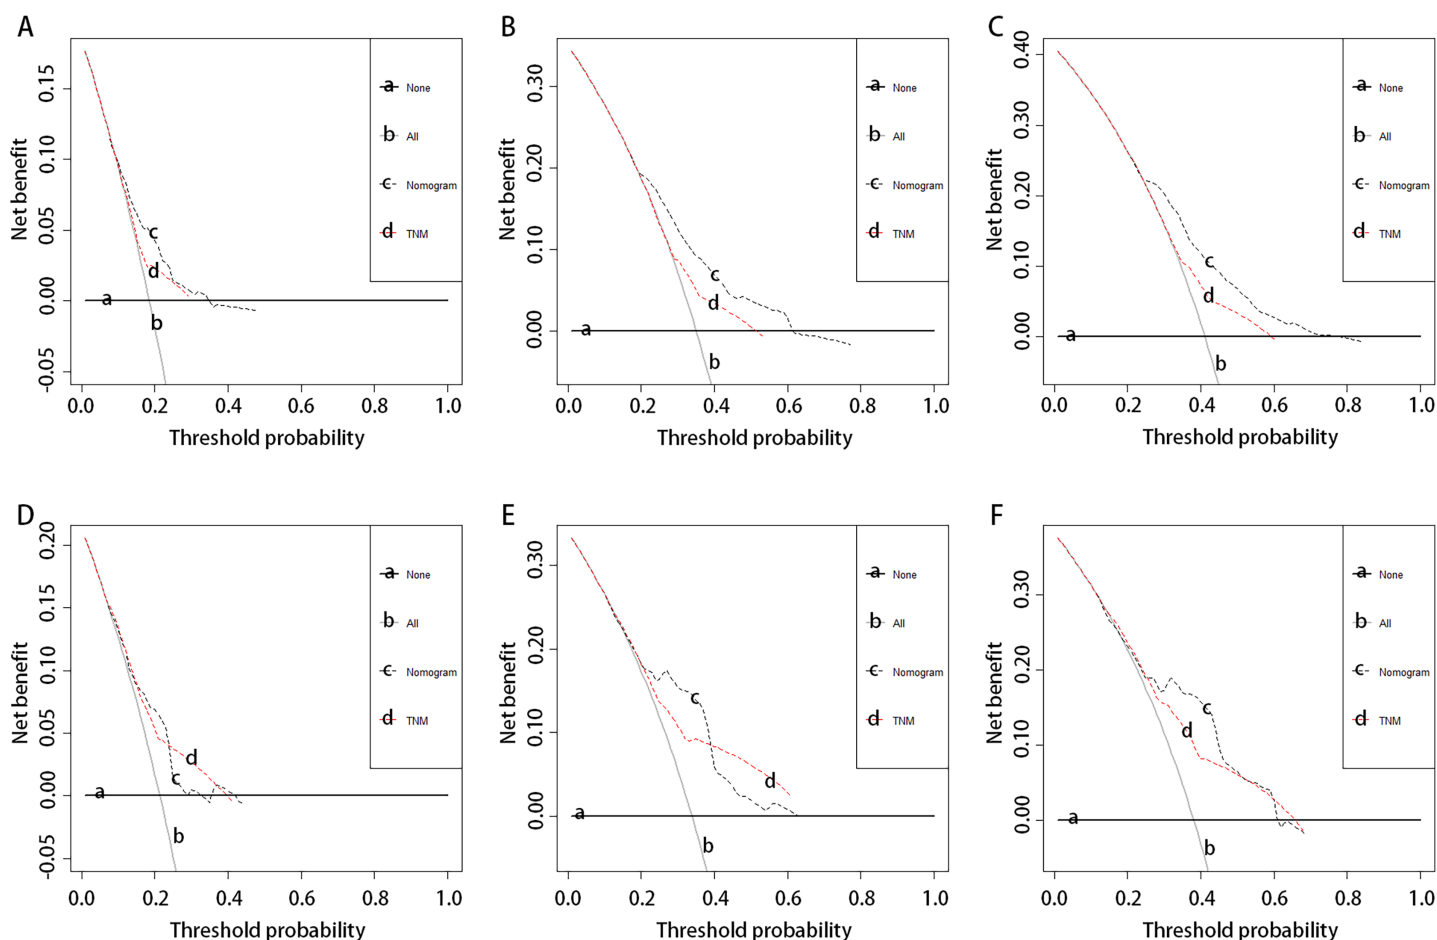 A
Net benefit
0.15
0.10
0.05
0.00
-0.05
a None
b All
c Nomogram
d TNM
c
d
a
b
0.0 0.2 0.4 0.6 0.8 1.0
Threshold probability
B
Net benefit
0.30
0.20
0.10
0.00
a None
b All
c Nomogram
d TNM
c
d
a
b
0.0 0.2 0.4 0.6 0.8 1.0
Threshold probability
C
Net benefit
0.40
0.30
0.20
0.10
0.00
a None
b All
c Nomogram
d TNM
c
d
a
b
0.0 0.2 0.4 0.6 0.8 1.0
Threshold probability
D
Net benefit
0.20
0.15
0.10
0.05
0.00
-0.05
a None
b All
c Nomogram
d TNM
d
c
a
b
0.0 0.2 0.4 0.6 0.8 1.0
Threshold probability
E
Net benefit
0.30
0.20
0.10
0.00
a None
b All
c Nomogram
d TNM
c
d
a
b
0.0 0.2 0.4 0.6 0.8 1.0
Threshold probability
F
Net benefit
0.30
0.20
0.10
0.00
a None
b All
c Nomogram
d TNM
c
d
a
b
0.0 0.2 0.4 0.6 0.8 1.0
Threshold probability